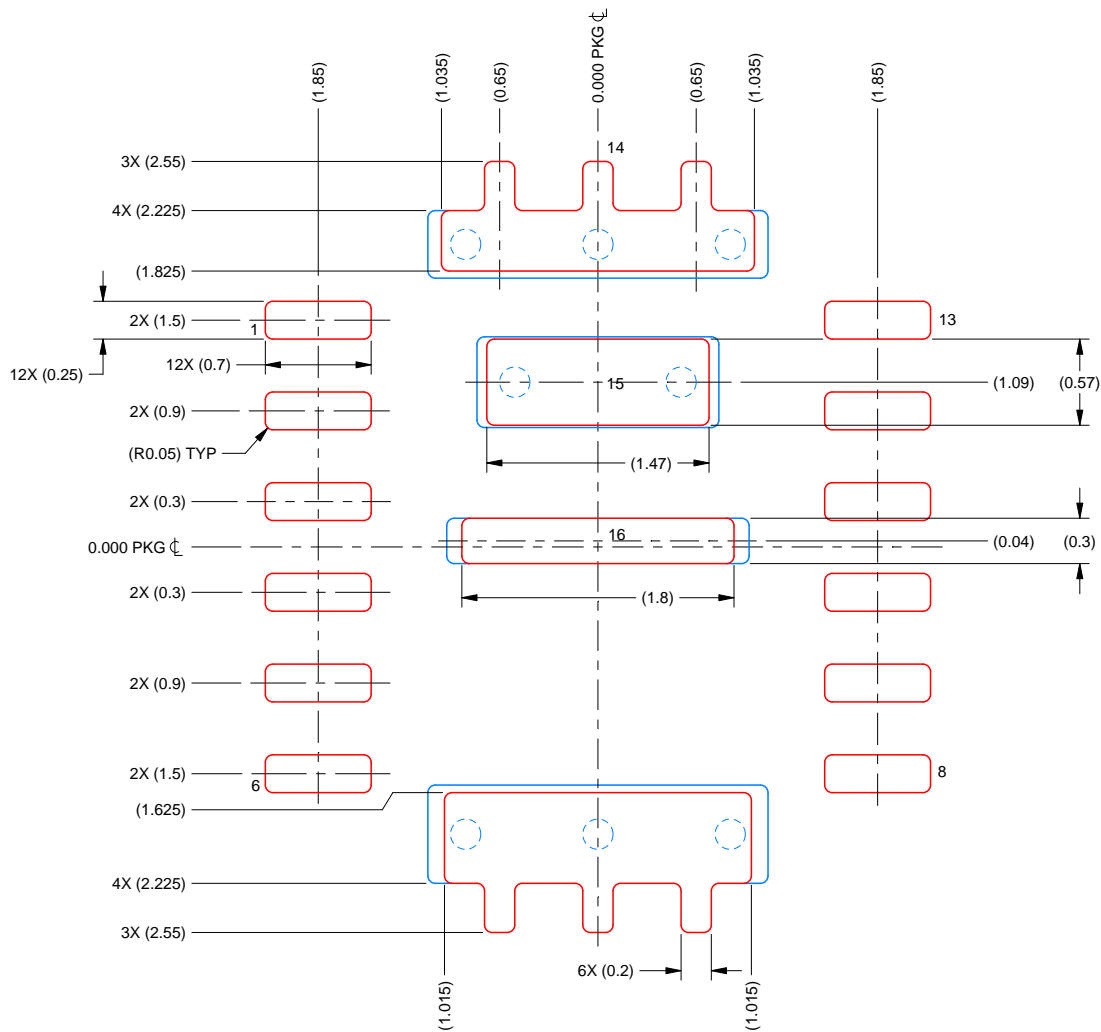 0.000 PKG ℄
(1.85)
(1.035)
(0.65)
(0.65)
(1.035)
(1.85)
3X (2.55)
14
4X (2.225)
(1.825)
2X (1.5)
1
13
12X (0.25)
12X (0.7)
15
(1.09)
(0.57)
2X (0.9)
(R0.05) TYP
(1.47)
2X (0.3)
16
0.000 PKG ℄
(0.04)
(0.3)
2X (0.3)
(1.8)
2X (0.9)
2X (1.5)
6
8
(1.625)
4X (2.225)
3X (2.55)
6X (0.2)
(1.015)
(1.015)